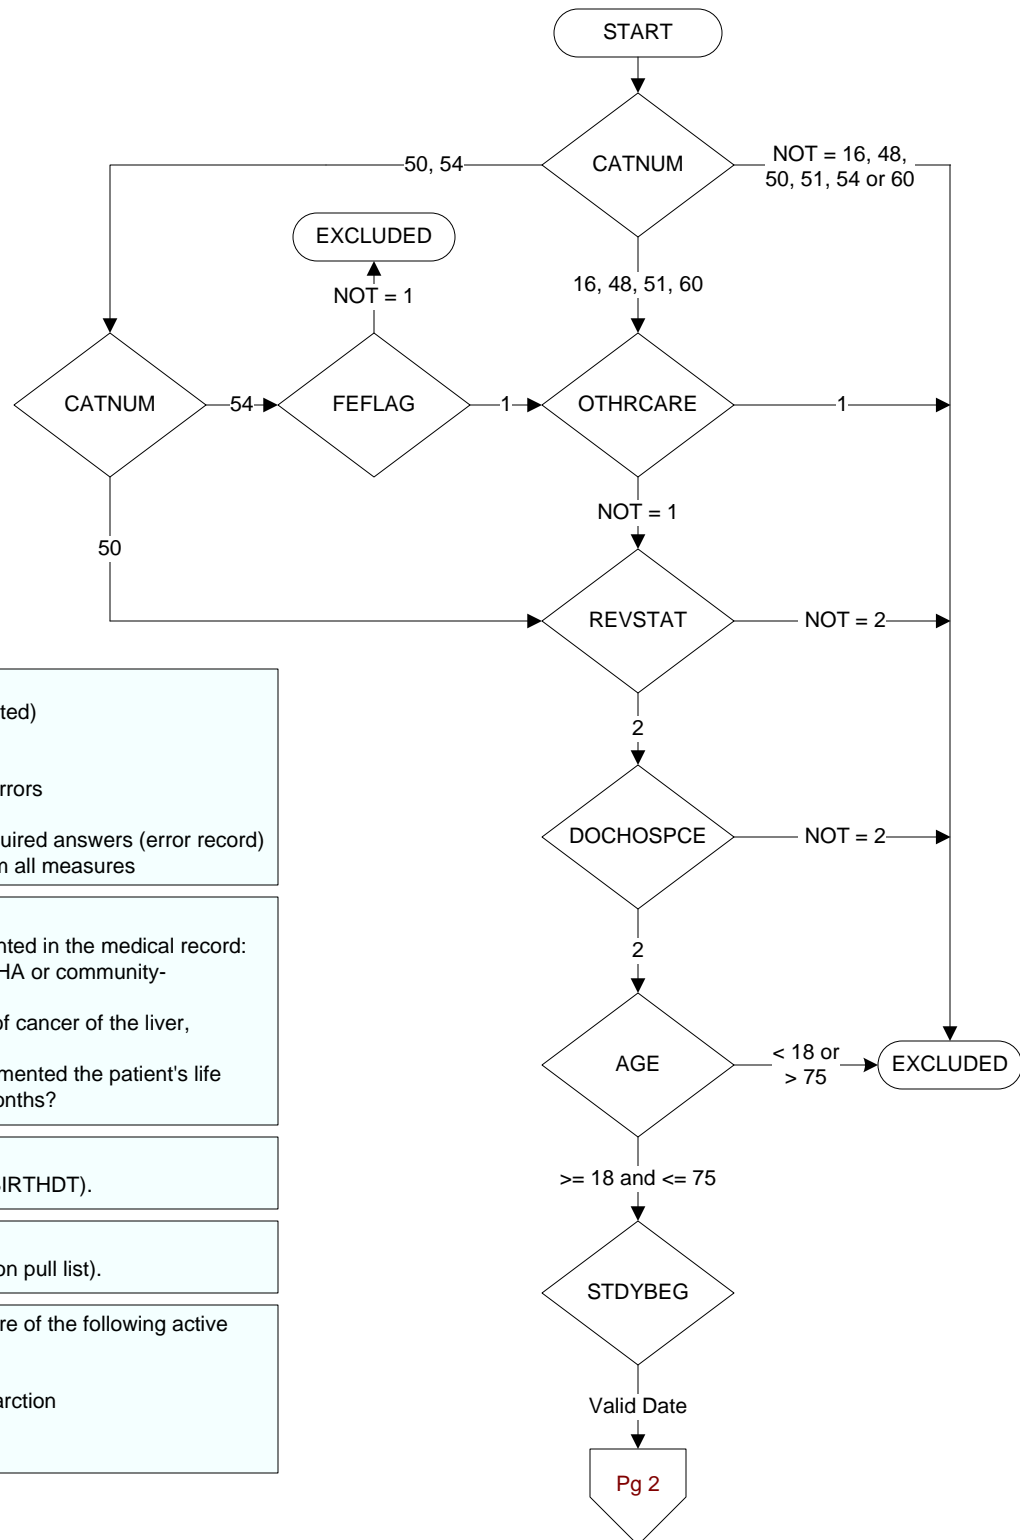 START
CATNUM
50, 54
NOT = 16, 48,
50, 51, 54 or 60
EXCLUDED
NOT = 1
16, 48, 51, 60
CATNUM
54
FEFLAG
1
OTHRCARE
1
NOT = 1
50
REVSTAT
NOT = 2
2
DOCHOSPCE
NOT = 2
2
AGE
< 18 or
> 75
EXCLUDED
>= 18 and <= 75
STDYBEG
Valid Date
Pg 2
ted)
rrors
uired answers (error record)
m all measures
nted in the medical record:
HA or community-
of cancer of the liver,
mented the patient's life
onths?
BIRTHDT).
on pull list).
re of the following active
arction